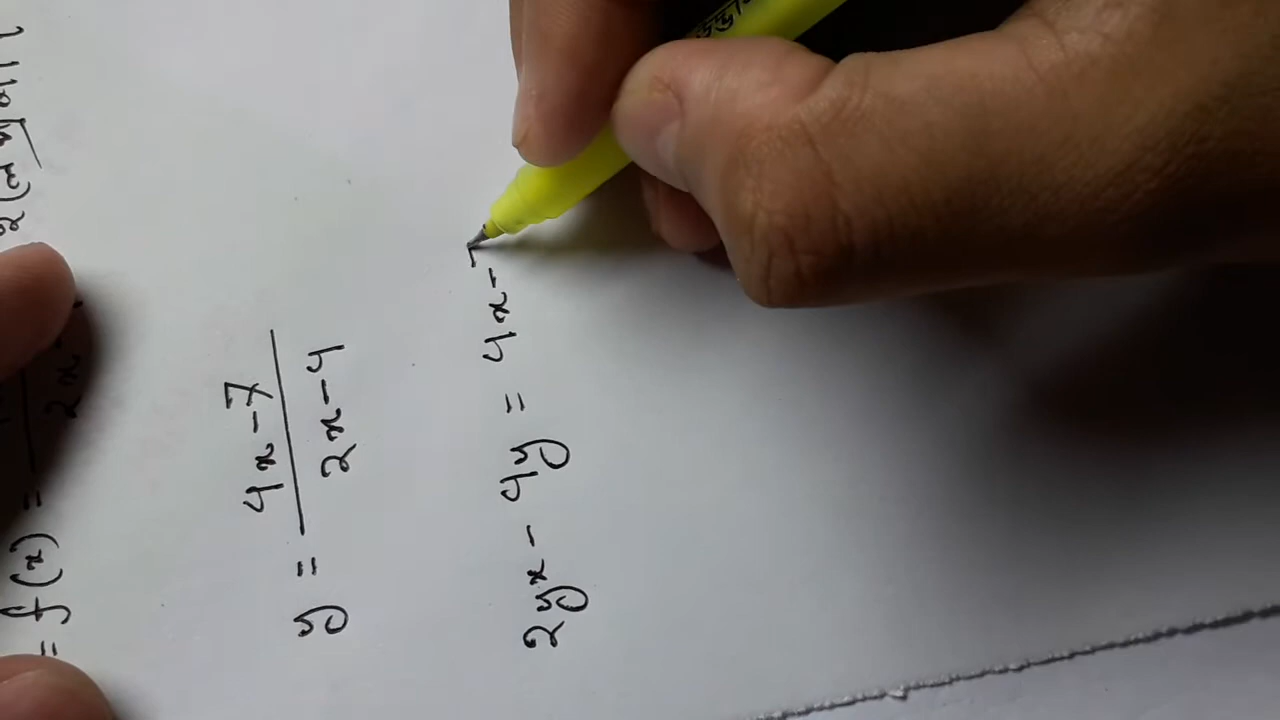 = f(x) =
y = 4x-7
2x-4
2yx - 4y = 4x-7